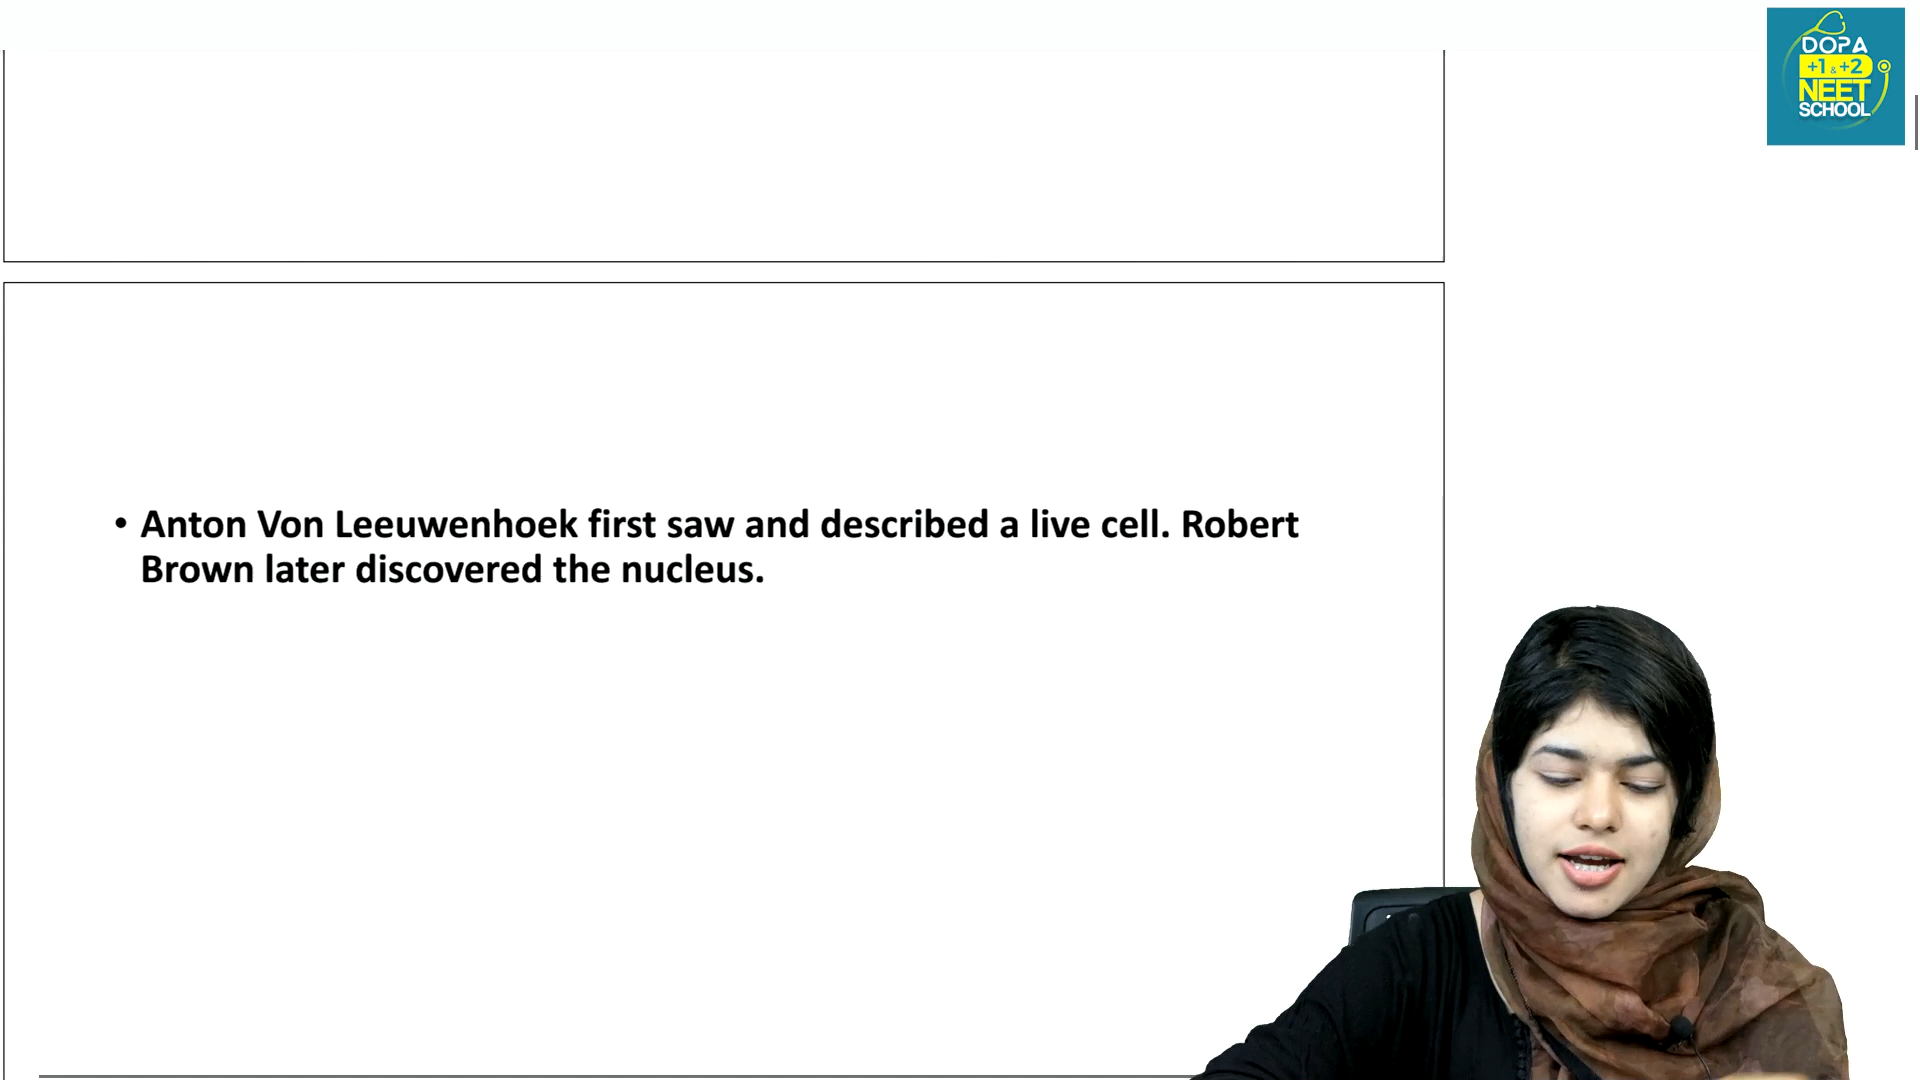 DOPA
+1 & +2
NEET
SCHOOL
• Anton Von Leeuwenhoek first saw and described a live cell. Robert
Brown later discovered the nucleus.